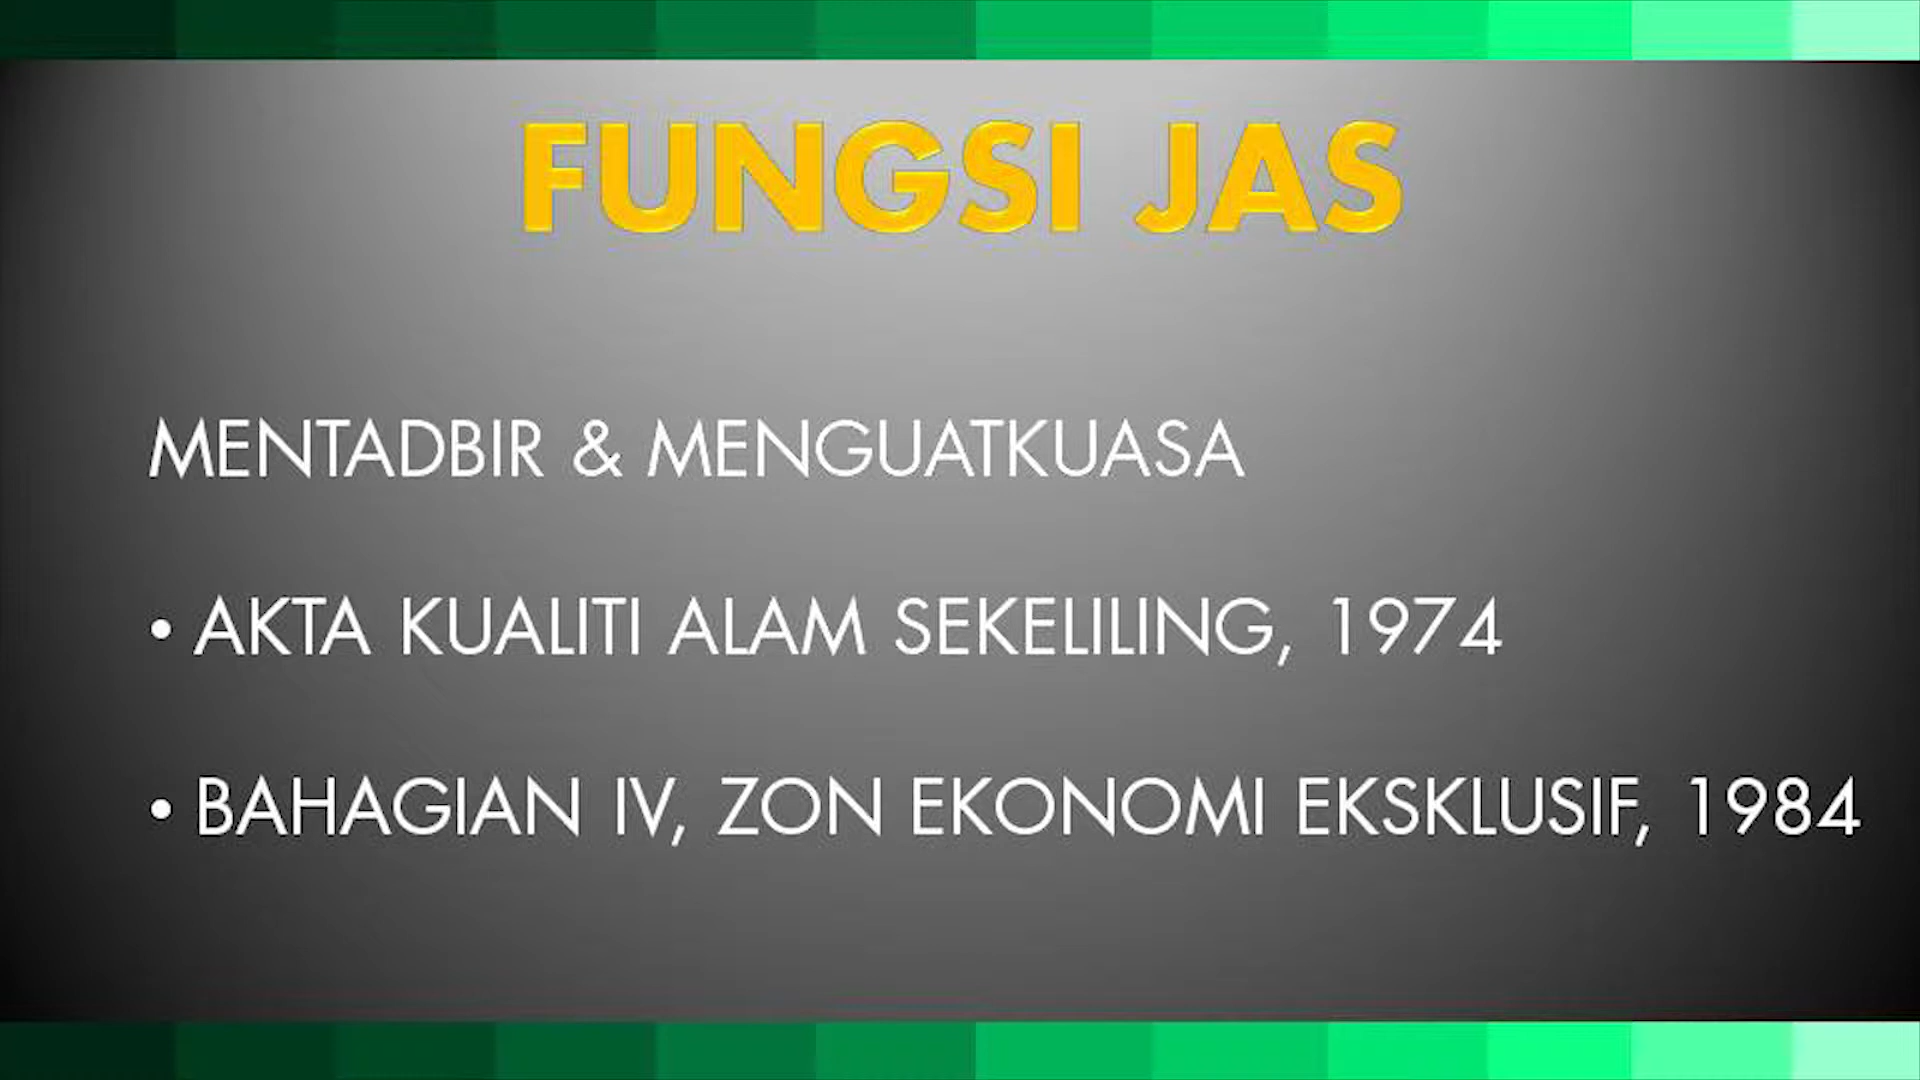 FUNGSI JAS
MENTADBIR & MENGUATKUASA
• AKTA KUALITI ALAM SEKELILING, 1974
• BAHAGIAN IV, ZON EKONOMI EKSKLUSIF, 1984